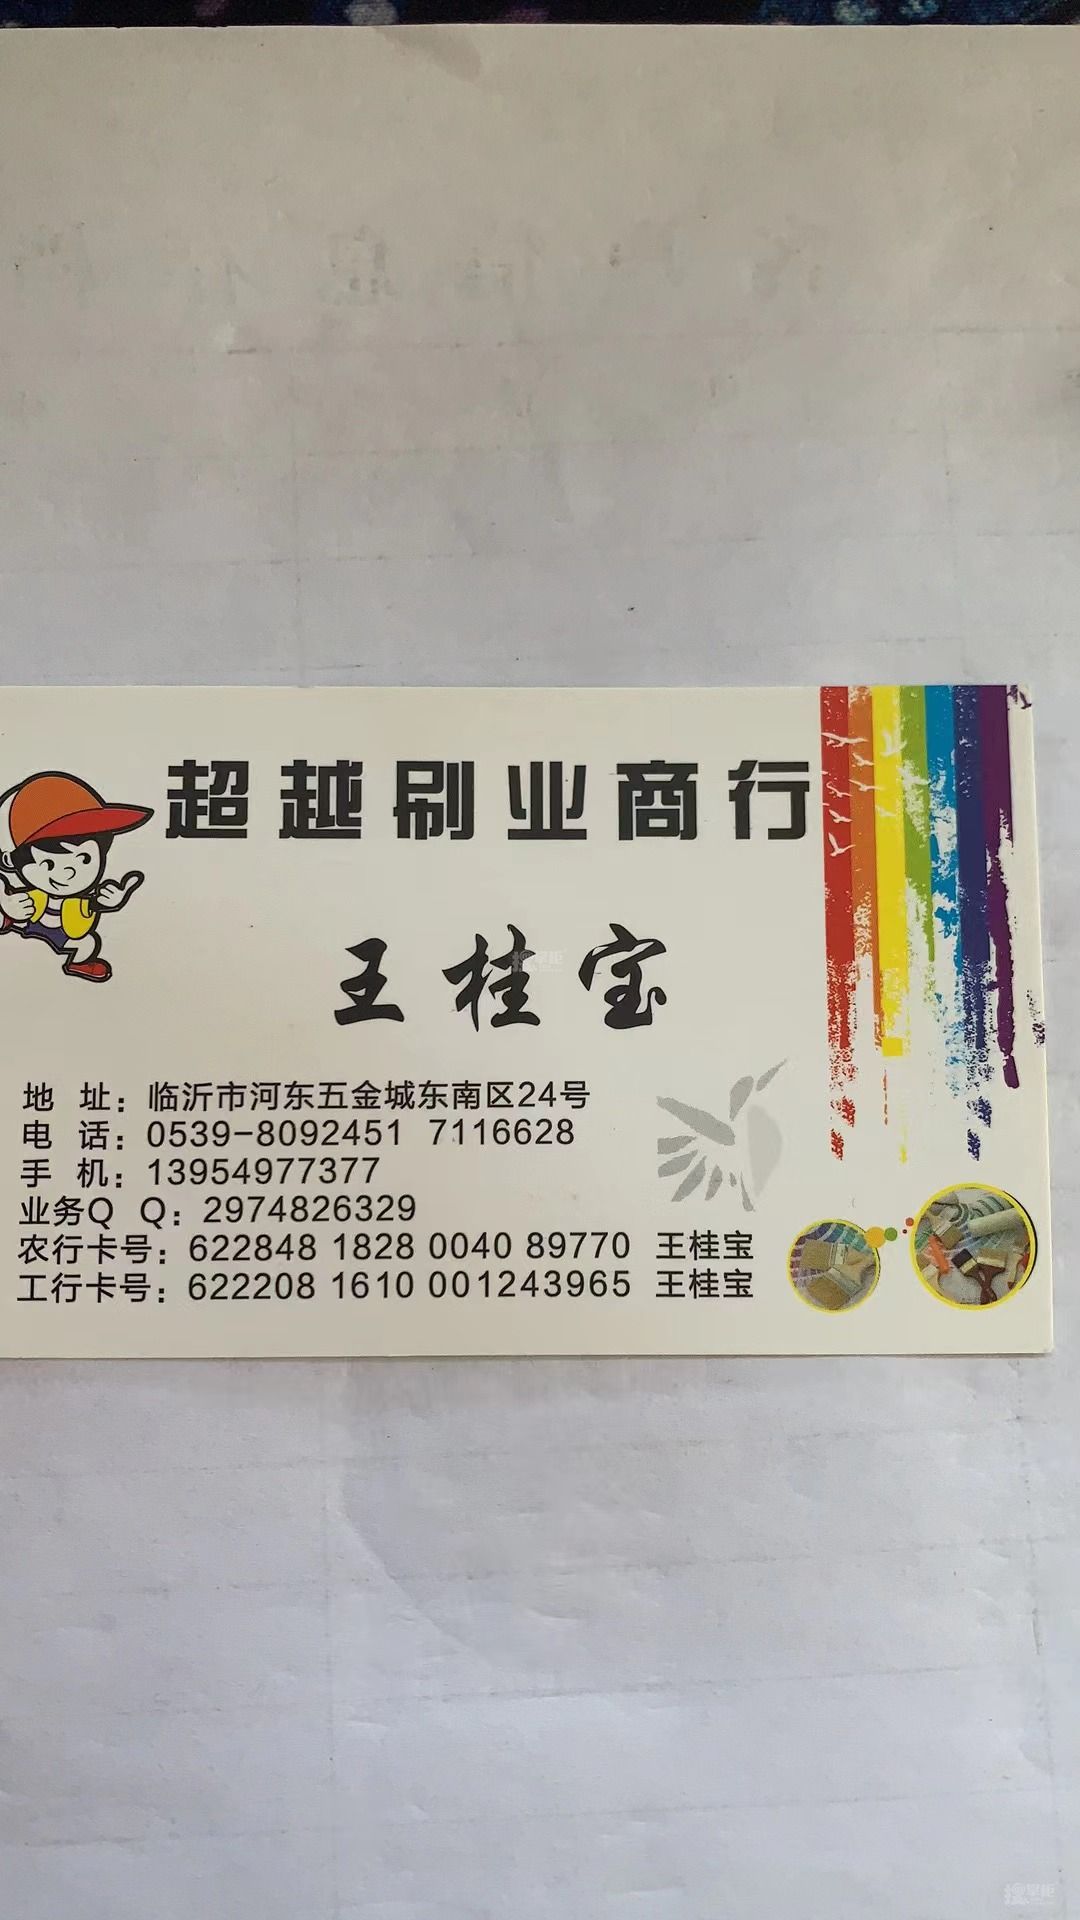 超越刷业商行
王桂宝
地 址：临沂市河东五金城东南区24号
电 话：0539-8092451 7116628
手 机：13954977377
业务Q Q：2974826329
农行卡号：622848 1828 0040 89770 王桂宝
工行卡号：622208 1610 001243965 王桂宝